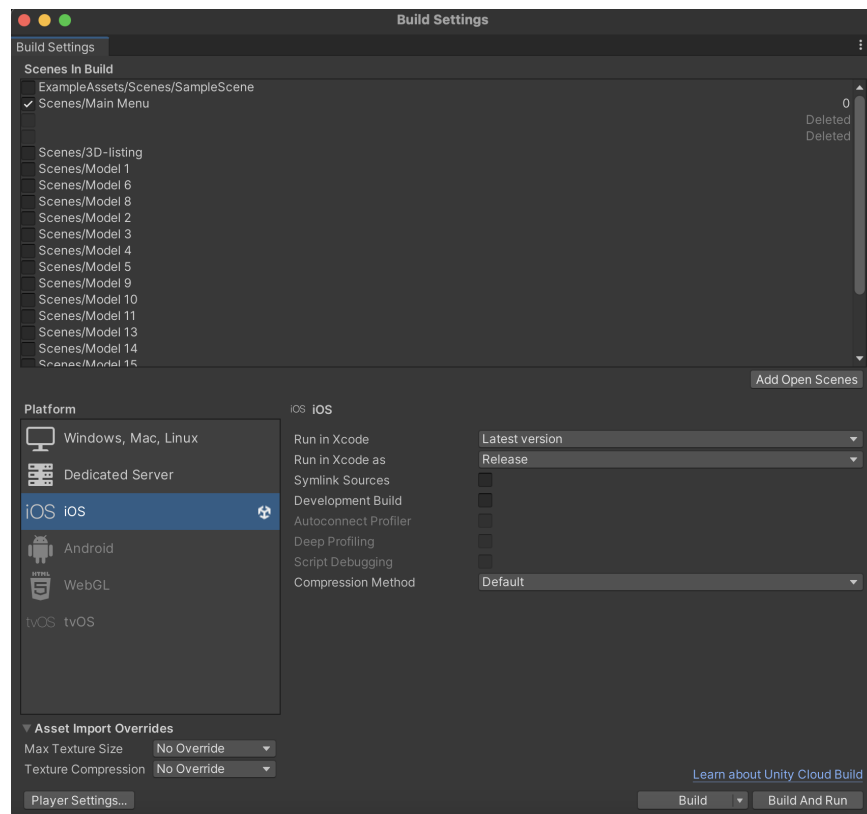 Build Settings
Build Settings
Scenes In Build
ExampleAssets/Scenes/SampleScene
Scenes/Main Menu 0
Deleted
Deleted
Scenes/3D-listing
Scenes/Model 1
Scenes/Model 6
Scenes/Model 8
Scenes/Model 2
Scenes/Model 3
Scenes/Model 4
Scenes/Model 5
Scenes/Model 9
Scenes/Model 10
Scenes/Model 11
Scenes/Model 13
Scenes/Model 14
Scenes/Model 15
Add Open Scenes
Platform
Windows, Mac, Linux
Dedicated Server
iOS iOS
Android
HTML 5 WebGL
tvOS tvOS
iOS iOS
Run in Xcode Latest version
Run in Xcode as Release
Symlink Sources
Development Build
Autoconnect Profiler
Deep Profiling
Script Debugging
Compression Method Default
Asset Import Overrides
Max Texture Size No Override
Texture Compression No Override
Learn about Unity Cloud Build
Player Settings...
Build
Build And Run